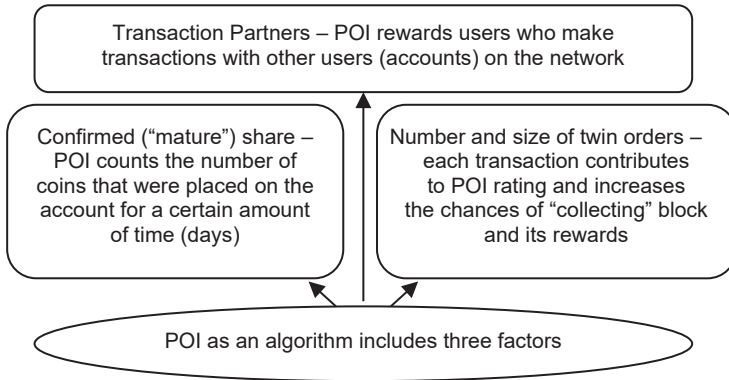 Transaction Partners – POI rewards users who make
transactions with other users (accounts) on the network
Confirmed (“mature”) share –
POI counts the number of
coins that were placed on the
account for a certain amount
of time (days)
Number and size of twin orders –
each transaction contributes
to POI rating and increases
the chances of “collecting” block
and its rewards
POI as an algorithm includes three factors